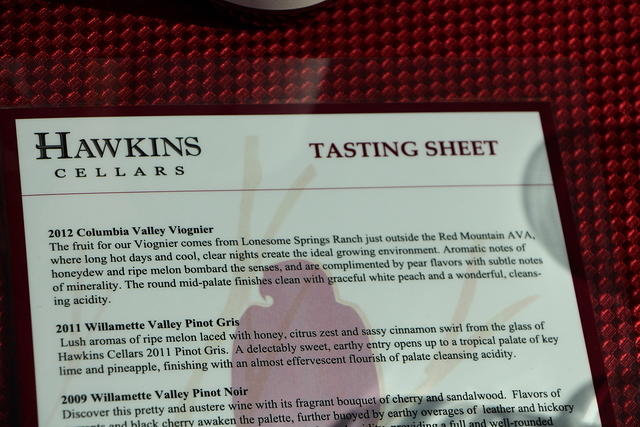 HAWKINS
CELLARS
TASTING SHEET
2012 Columbia Valley Viognier
The fruit for our Viognier comes from Lonesome Springs Ranch just outside the Red Mountain AVA,
where long hot days and cool, clear nights create the ideal growing environment. Aromatic notes of
honeydew and ripe melon bombard the senses, and are complimented by pear flavors with subtle notes
of minerality. The round mid-palate finishes clean with graceful white peach and a wonderful, cleans-
ing acidity.
2011 Willamette Valley Pinot Gris
Lush aromas of ripe melon laced with honey, citrus zest and sassy cinnamon swirl from the glass of
Hawkins Cellars 2011 Pinot Gris. A delectably sweet, earthy entry opens up to a tropical palate of key
lime and pineapple, finishing with an almost effervescent flourish of palate cleansing acidity.
2009 Willamette Valley Pinot Noir
Discover this pretty and austere wine with its fragrant bouquet of cherry and sandalwood. Flavors of
and black cherry awaken the palette, further buoyed by earthy overages of leather and hickory
providing a full and well-rounded